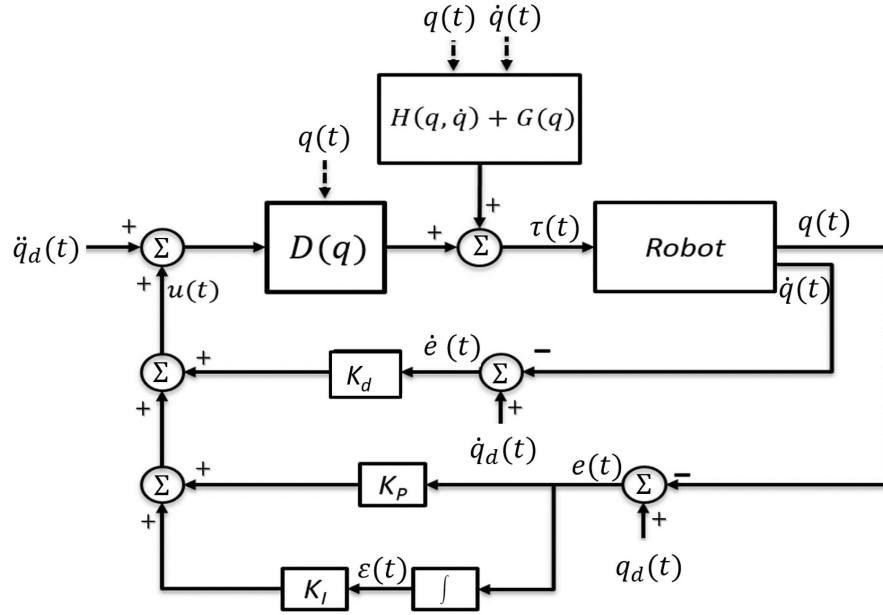 q(t) q̇(t)
H(q, q̇) + G(q)
q(t)
+
q̈_d(t) + Σ D(q) + Σ τ(t) Robot q(t)
+ u(t) q̇(t)
ė (t) −
Σ + K_d Σ
+ +
q̇_d(t)
e(t) −
Σ + K_P Σ
+ +
q_d(t)
K_I ε(t) ∫